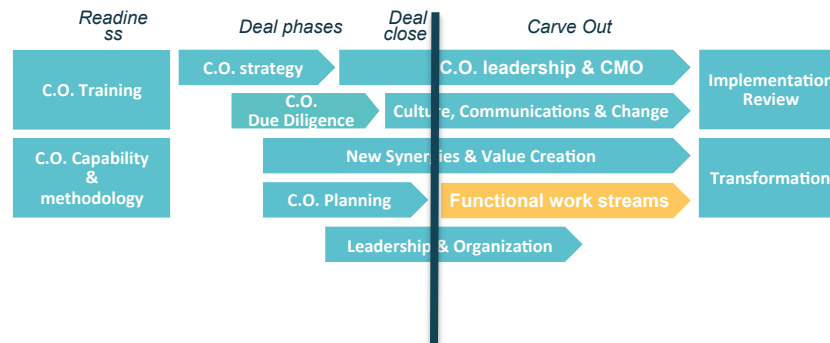 Readine
ss
Deal phases
Deal
close
Carve Out
C.O. Training
C.O. strategy
C.O. leadership & CMO
Implementation
Review
C.O.
Due Diligence
Culture, Communications & Change
C.O. Capability
&
methodology
New Synergies & Value Creation
Transformation
C.O. Planning
Functional work streams
Leadership & Organization